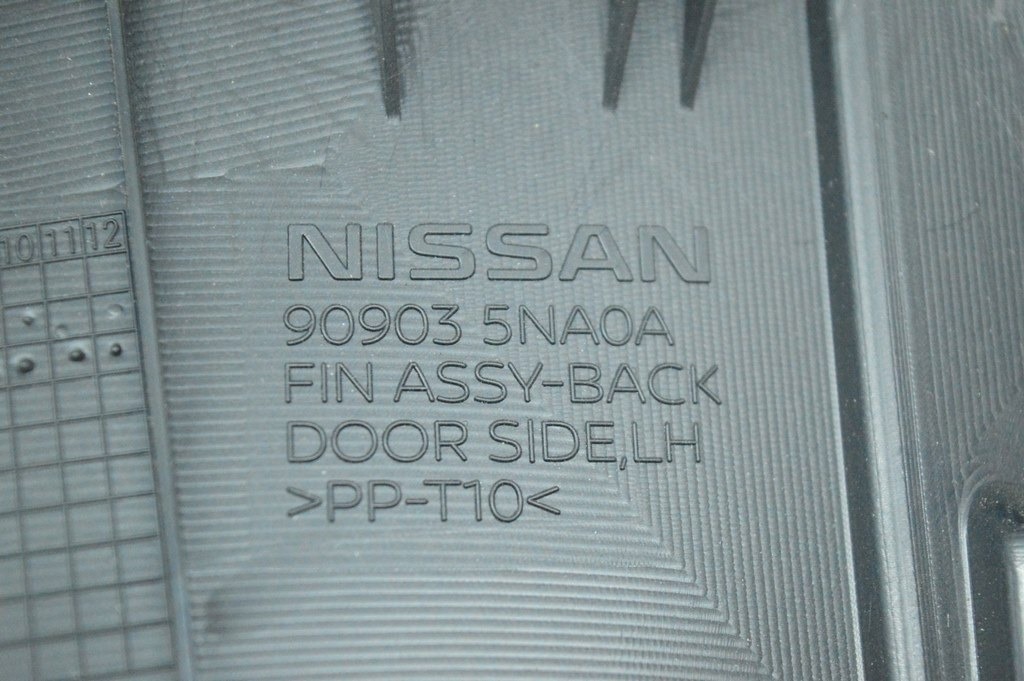 NISSAN
90903 5NA0A
FIN ASSY-BACK
DOOR SIDE,LH
>PP-T10<
10 11 12